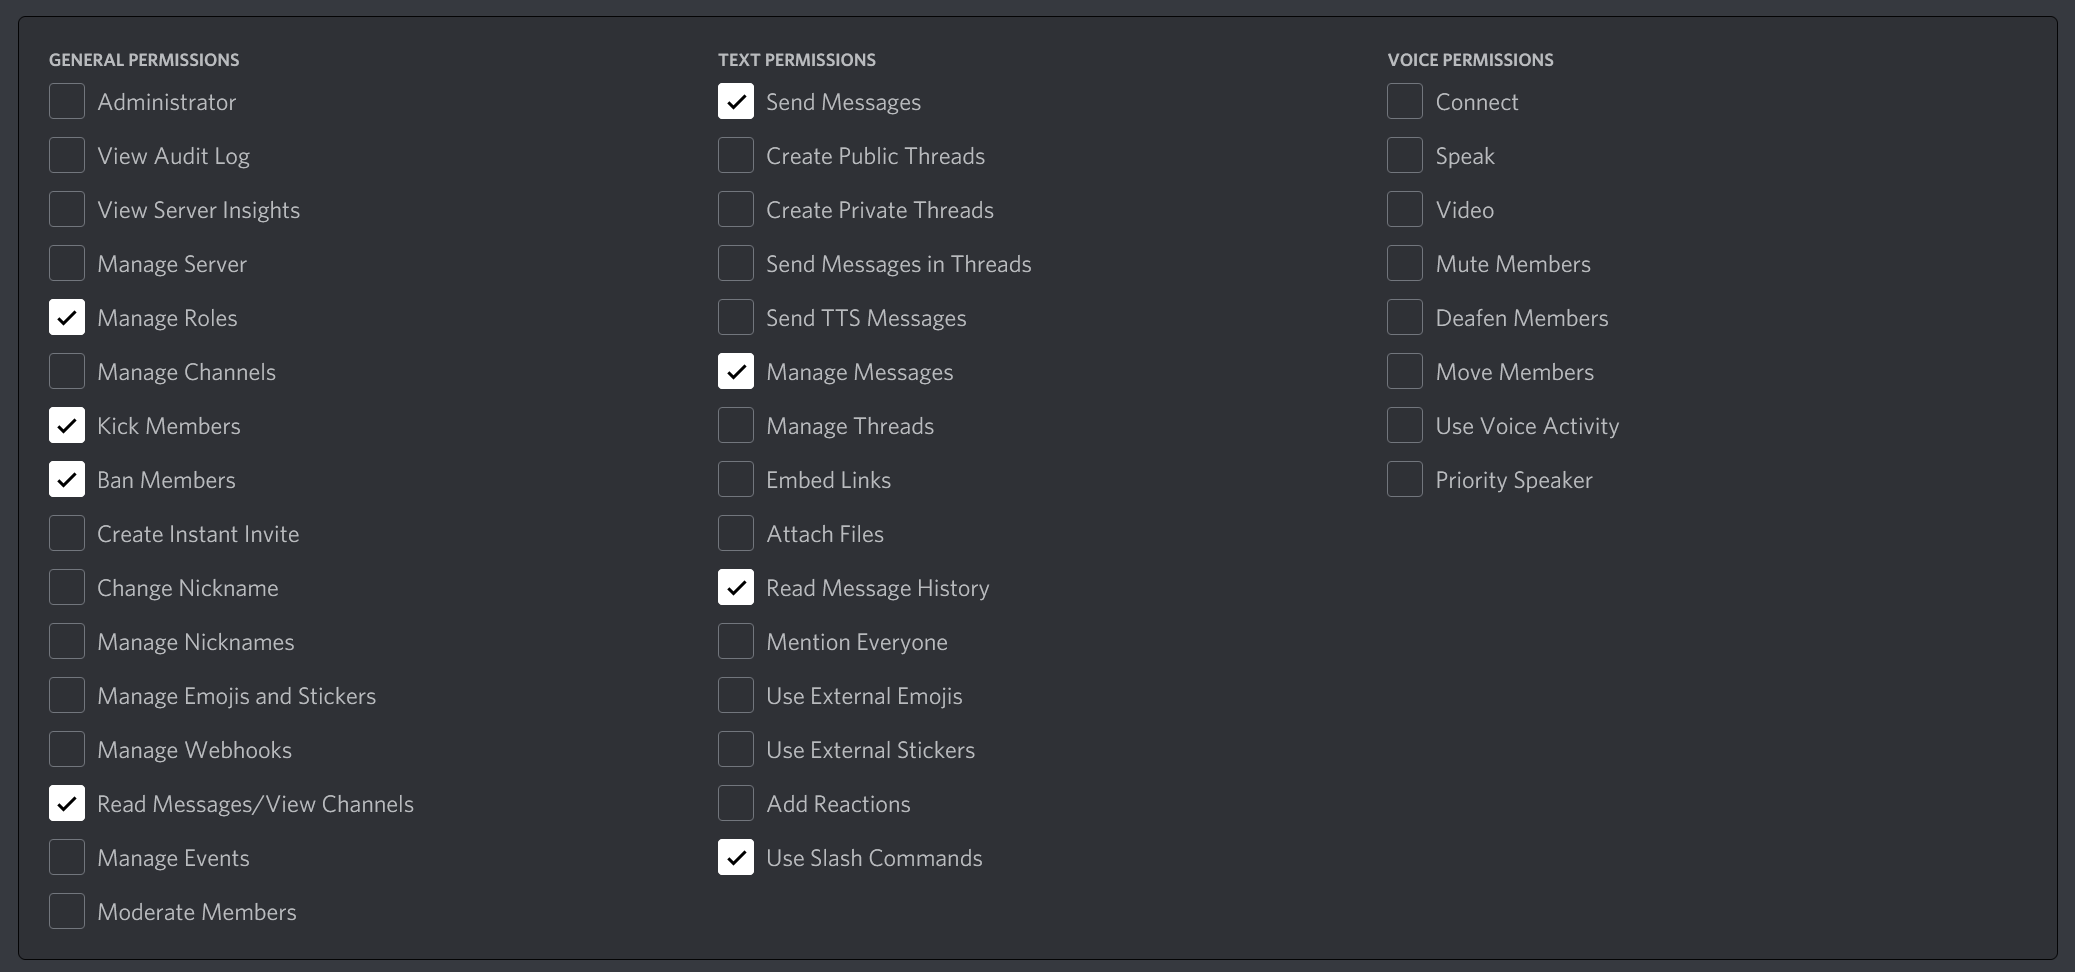 GENERAL PERMISSIONS
Administrator
View Audit Log
View Server Insights
Manage Server
Manage Roles
Manage Channels
Kick Members
Ban Members
Create Instant Invite
Change Nickname
Manage Nicknames
Manage Emojis and Stickers
Manage Webhooks
Read Messages/View Channels
Manage Events
Moderate Members
TEXT PERMISSIONS
Send Messages
Create Public Threads
Create Private Threads
Send Messages in Threads
Send TTS Messages
Manage Messages
Manage Threads
Embed Links
Attach Files
Read Message History
Mention Everyone
Use External Emojis
Use External Stickers
Add Reactions
Use Slash Commands
VOICE PERMISSIONS
Connect
Speak
Video
Mute Members
Deafen Members
Move Members
Use Voice Activity
Priority Speaker